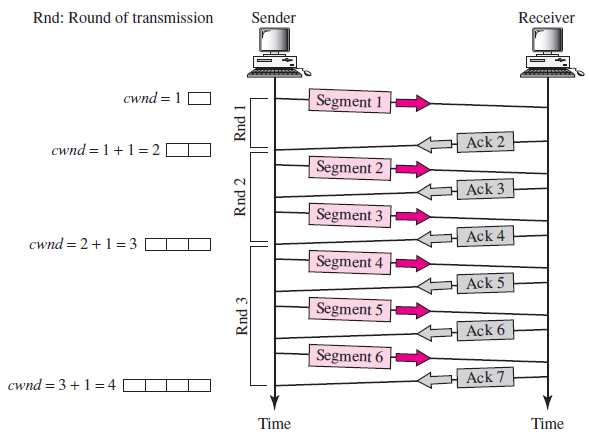 Rnd: Round of transmission
Sender
Receiver
cwnd = 1
Rnd 1
Segment 1
Ack 2
cwnd = 1 + 1 = 2
Rnd 2
Segment 2
Ack 3
Segment 3
Ack 4
cwnd = 2 + 1 = 3
Rnd 3
Segment 4
Ack 5
Segment 5
Ack 6
Segment 6
Ack 7
cwnd = 3 + 1 = 4
Time
Time